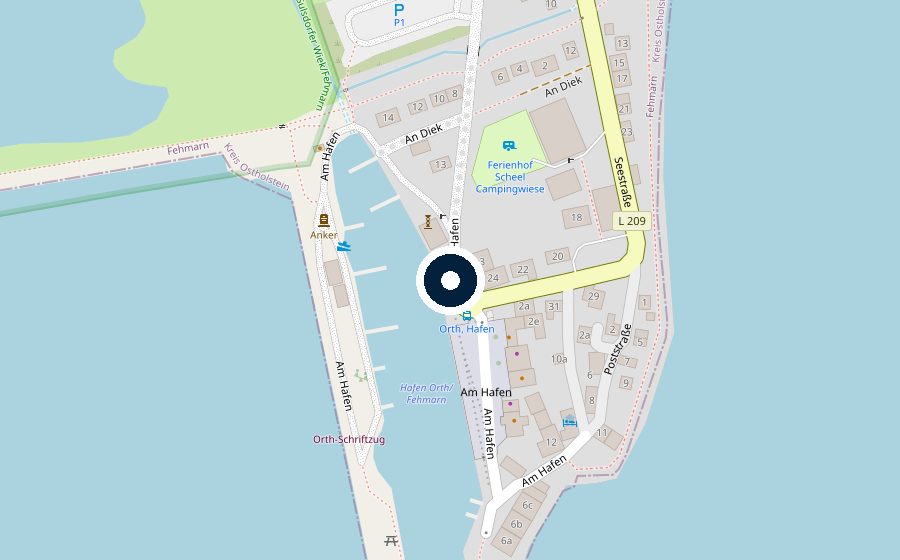 P
P1
Sulsdorfer Wiek/Fehmarn
10
12
13
15
17
21
23
6
4
2
12
An Diek
14
12
10
8
An Diek
13
Am Hafen
Fehmarn
Kreis Ostholstein
Fehmarn
Kreis Ostholstein
Ferienhof
Scheel
Campingwiese
P
Seestraße
L 209
18
Anker
Hafen
3
24
22
20
Orth, Hafen
2a
2e
31
29
1
2
2a
5
7
9
6
8
10a
Poststraße
Am Hafen
Hafen Orth/
Fehmarn
Am Hafen
Am Hafen
Orth-Schriftzug
12
11
Am Hafen
6c
6b
6a